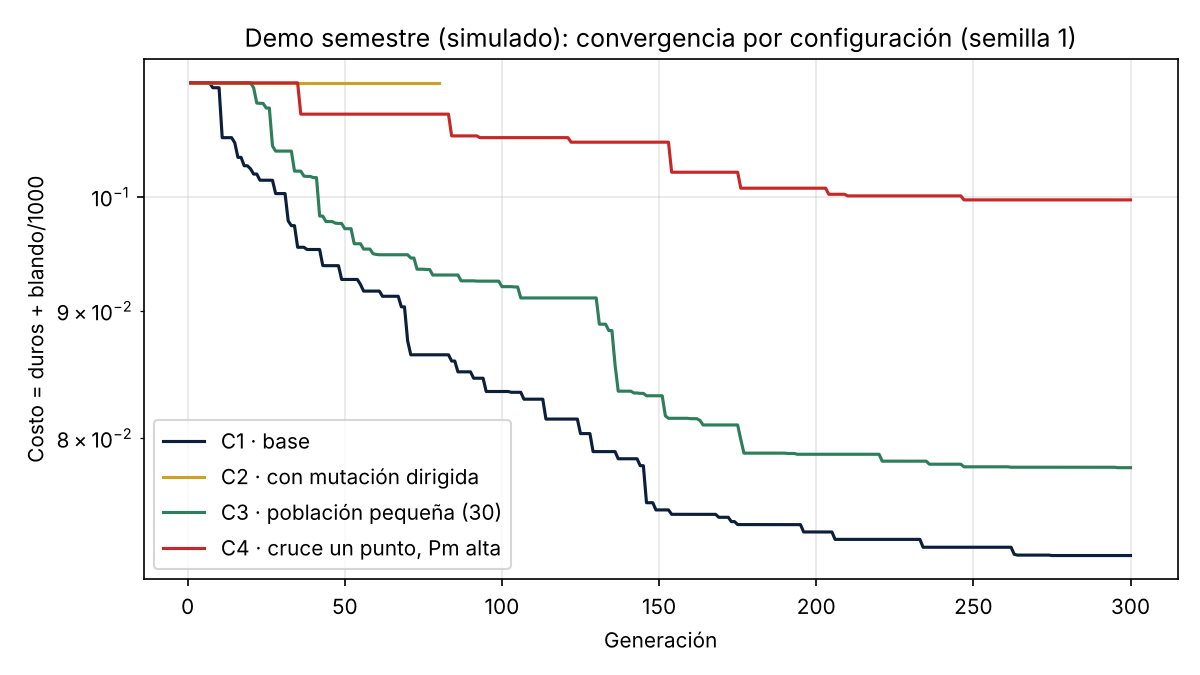 Demo semestre (simulado): convergencia por configuración (semilla 1)
Costo = duros + blando/1000
10⁻¹
9 × 10⁻²
8 × 10⁻²
C1 · base
C2 · con mutación dirigida
C3 · población pequeña (30)
C4 · cruce un punto, Pm alta
0 50 100 150 200 250 300
Generación